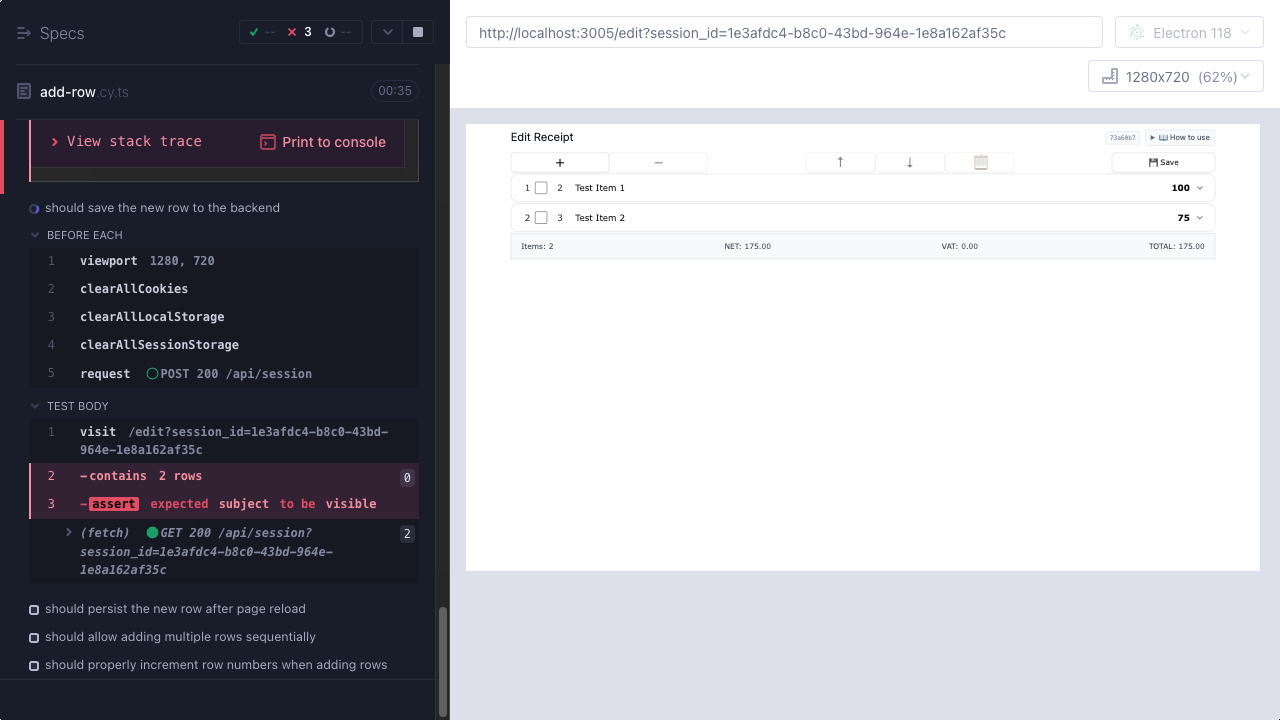 Specs
-- 3 --
add-row.cy.ts 00:35
View stack trace Print to console
should save the new row to the backend
BEFORE EACH
1 viewport 1280, 720
2 clearAllCookies
3 clearAllLocalStorage
4 clearAllSessionStorage
5 request POST 200 /api/session
TEST BODY
1 visit /edit?session_id=1e3afdc4-b8c0-43bd-
964e-1e8a162af35c
2 -contains 2 rows 0
3 -assert expected subject to be visible
(fetch) GET 200 /api/session? 2
session_id=1e3afdc4-b8c0-43bd-964e-
1e8a162af35c
should persist the new row after page reload
should allow adding multiple rows sequentially
should properly increment row numbers when adding rows
http://localhost:3005/edit?session_id=1e3afdc4-b8c0-43bd-964e-1e8a162af35c
Electron 118
1280x720 (62%)
Edit Receipt 73a60b7 How to use
+ − ↑ ↓ Save
1 2 Test Item 1 100
2 3 Test Item 2 75
Items: 2 NET: 175.00 VAT: 0.00 TOTAL: 175.00